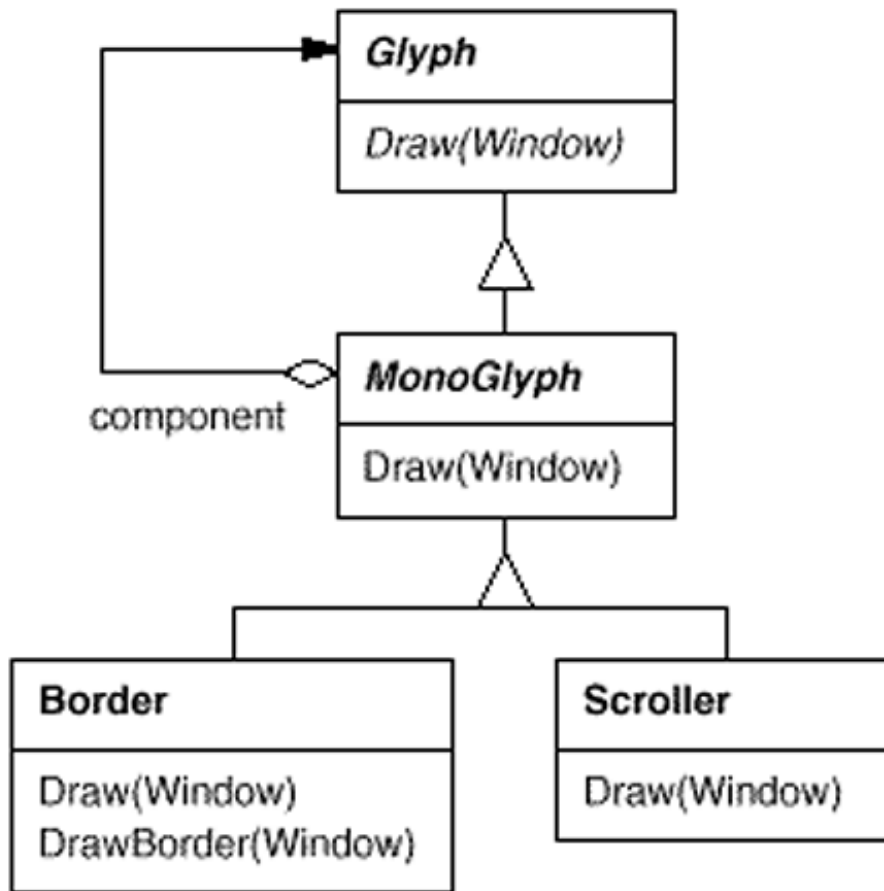 Glyph
Draw(Window)
MonoGlyph
component
Draw(Window)
Border
Draw(Window)
DrawBorder(Window)
Scroller
Draw(Window)